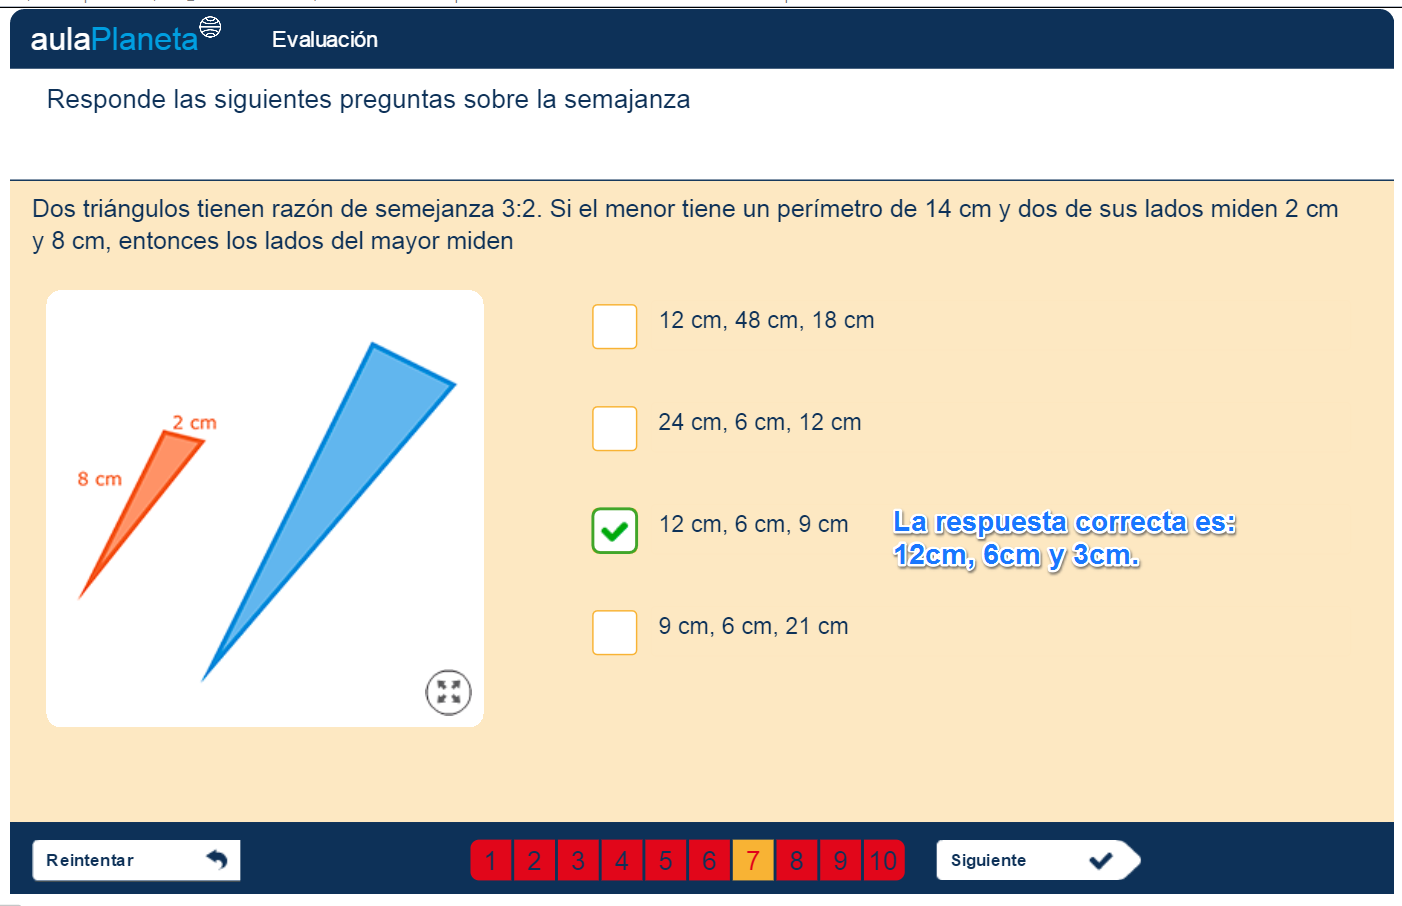 aulaPlaneta Evaluación
Responde las siguientes preguntas sobre la semajanza
Dos triángulos tienen razón de semejanza 3:2. Si el menor tiene un perímetro de 14 cm y dos de sus lados miden 2 cm
y 8 cm, entonces los lados del mayor miden
2 cm
8 cm
12 cm, 48 cm, 18 cm
24 cm, 6 cm, 12 cm
12 cm, 6 cm, 9 cm
La respuesta correcta es:
12cm, 6cm y 3cm.
9 cm, 6 cm, 21 cm
Reintentar 1 2 3 4 5 6 7 8 9 10 Siguiente